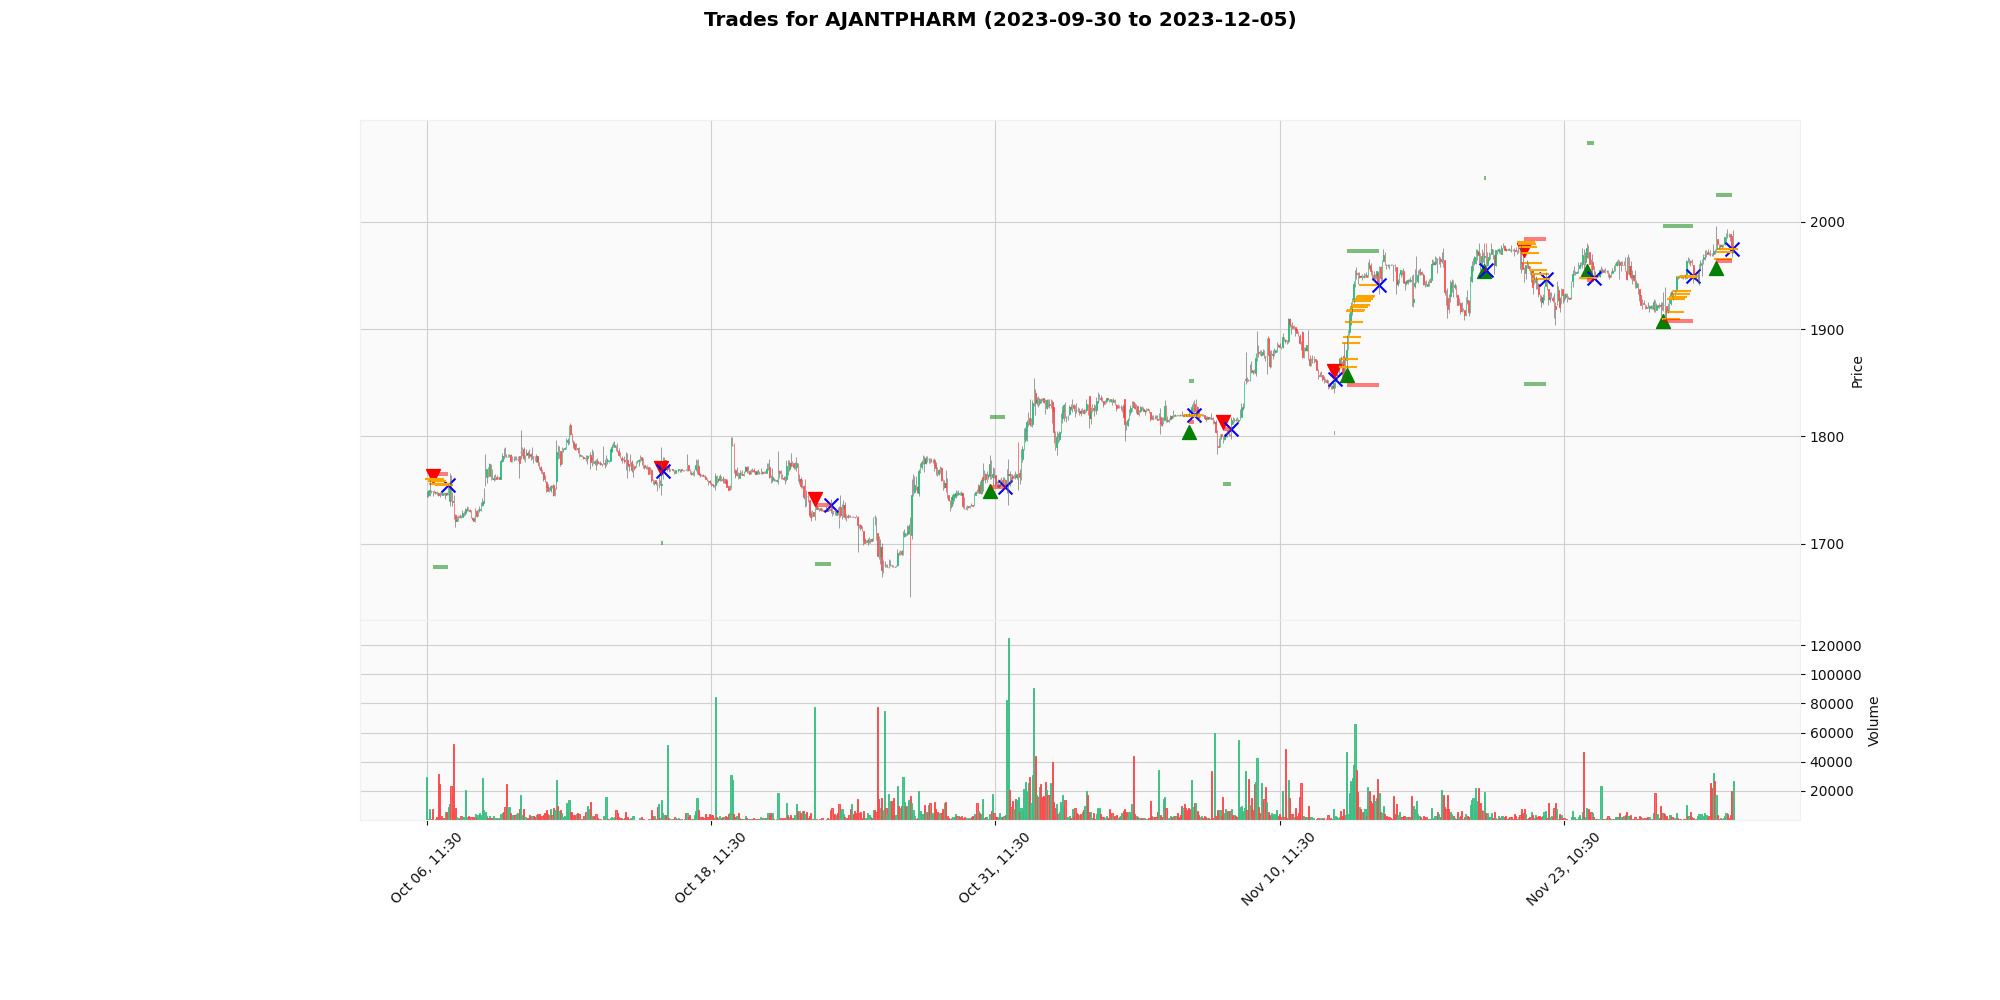 Trades for AJANTPHARM (2023-09-30 to 2023-12-05)
2000
1900
1800
1700
Price
120000
100000
80000
60000
40000
20000
Volume
Oct 06, 11:30
Oct 18, 11:30
Oct 31, 11:30
Nov 10, 11:30
Nov 23, 10:30